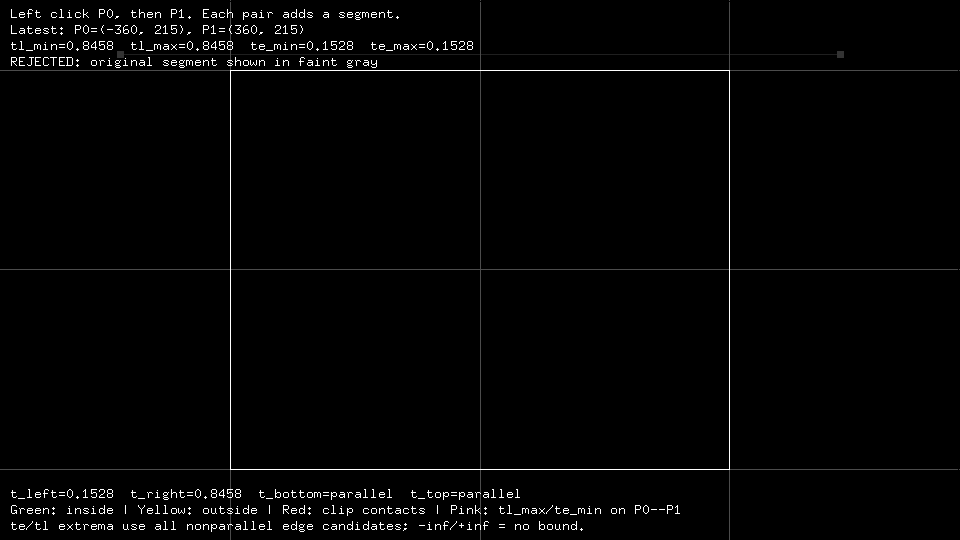 Left click P0, then P1. Each pair adds a segment.
Latest: P0=(-360, 215), P1=(360, 215)
tl_min=0.8458  tl_max=0.8458  te_min=0.1528  te_max=0.1528
REJECTED: original segment shown in faint gray
t_left=0.1528  t_right=0.8458  t_bottom=parallel  t_top=parallel
Green: inside | Yellow: outside | Red: clip contacts | Pink: tl_max/te_min on P0--P1
te/tl extrema use all nonparallel edge candidates; -inf/+inf = no bound.